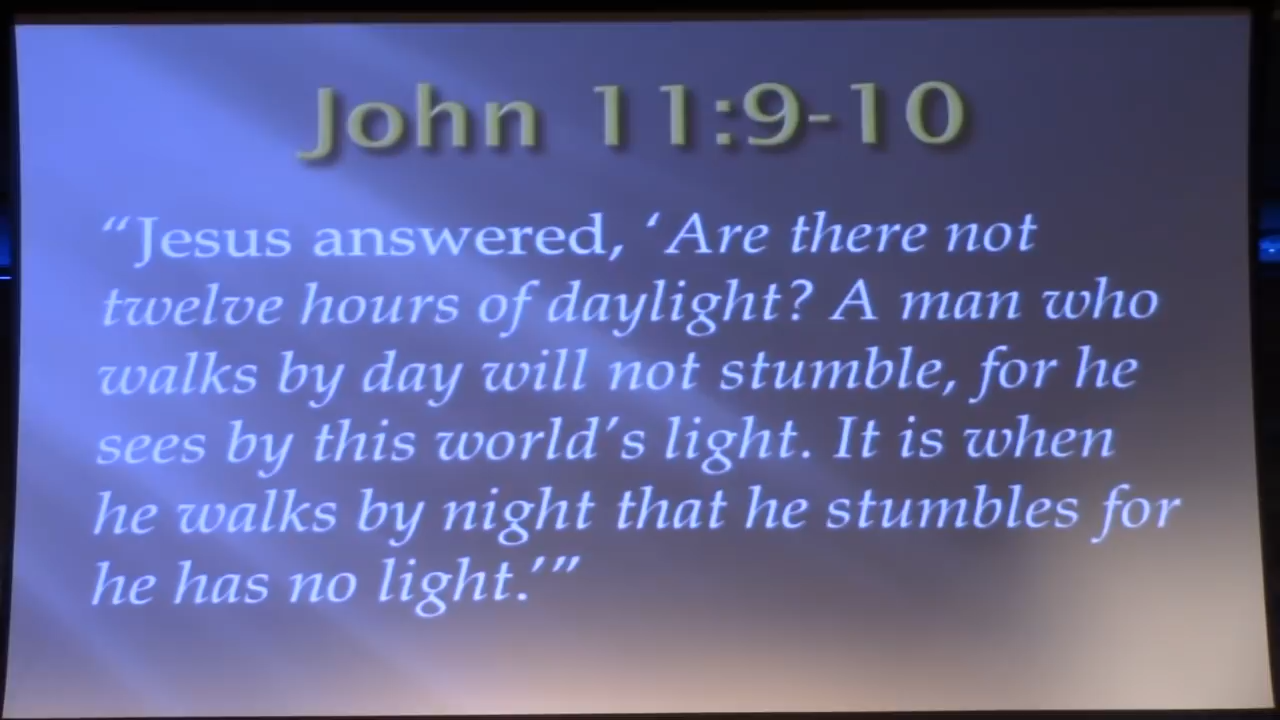 John 11:9-10
“Jesus answered, ‘Are there not
twelve hours of daylight? A man who
walks by day will not stumble, for he
sees by this world’s light. It is when
he walks by night that he stumbles for
he has no light.’”